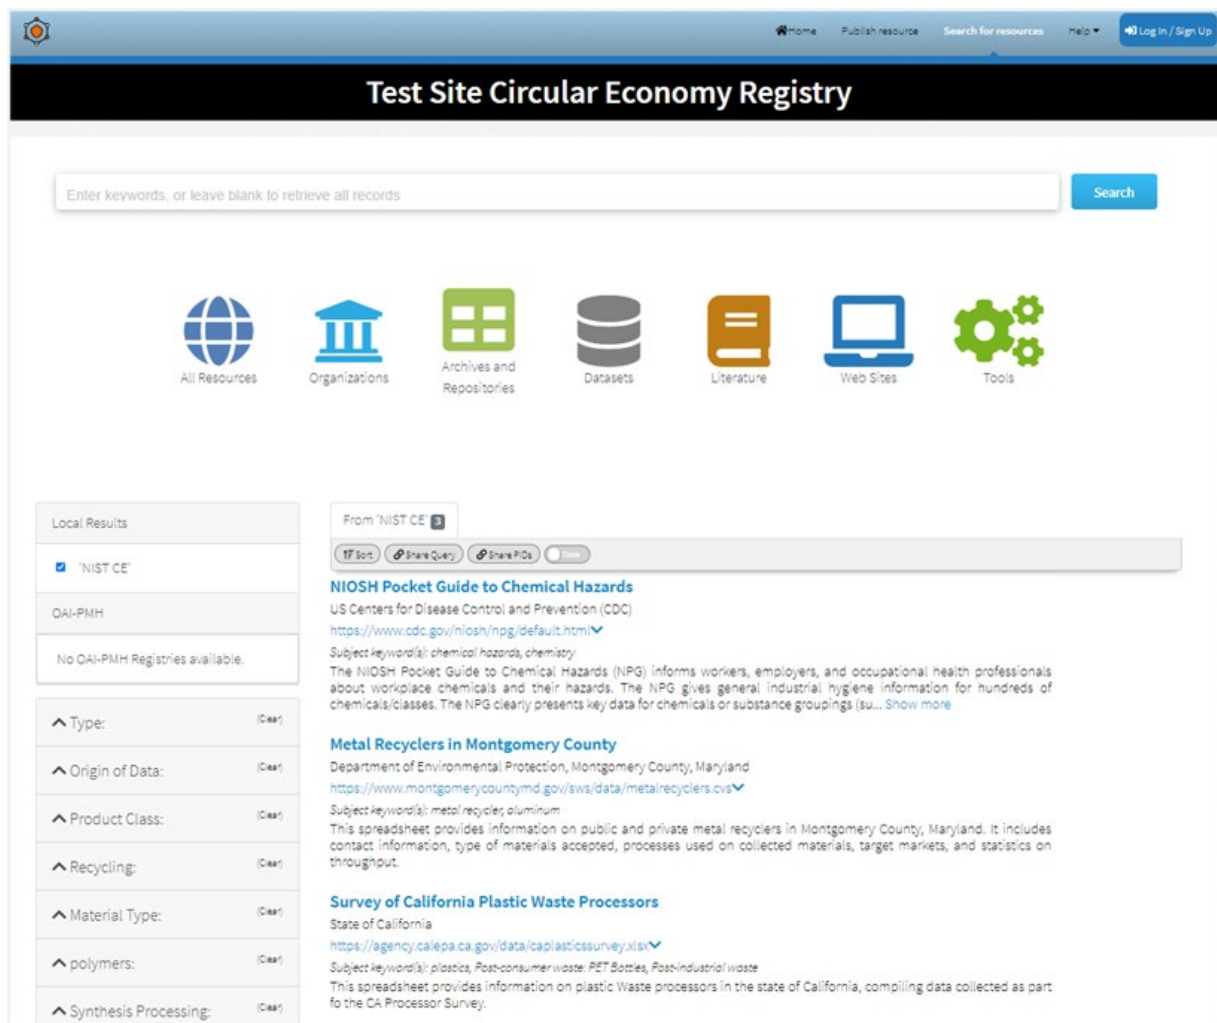 Home Publish resource Search for resources Help Log In / Sign Up
Test Site Circular Economy Registry
Enter keywords, or leave blank to retrieve all records
Search
All Resources
Organizations
Archives and
Repositories
Datasets
Literature
Web Sites
Tools
Local Results
'NIST CE'
OAI-PMH
No OAI-PMH Registries available.
Type: (Clear)
Origin of Data: (Clear)
Product Class: (Clear)
Recycling: (Clear)
Material Type: (Clear)
polymers: (Clear)
Synthesis Processing: (Clear)
From 'NIST CE' 3
Sort Share Query Share PIDs Data
NIOSH Pocket Guide to Chemical Hazards
US Centers for Disease Control and Prevention (CDC)
https://www.cdc.gov/niosh/npg/default.html
Subject keyword(s): chemical hazards, chemistry
The NIOSH Pocket Guide to Chemical Hazards (NPG) informs workers, employers, and occupational health professionals
about workplace chemicals and their hazards. The NPG gives general industrial hygiene information for hundreds of
chemicals/classes. The NPG clearly presents key data for chemicals or substance groupings (su... Show more
Metal Recyclers in Montgomery County
Department of Environmental Protection, Montgomery County, Maryland
https://www.montgomerycountymd.gov/sws/data/metalrecyclers.cvs
Subject keyword(s): metal recycler, aluminum
This spreadsheet provides information on public and private metal recyclers in Montgomery County, Maryland. It includes
contact information, type of materials accepted, processes used on collected materials, target markets, and statistics on
throughput.
Survey of California Plastic Waste Processors
State of California
https://agency.calepa.ca.gov/data/caplasticssurvey.xlsx
Subject keyword(s): plastics, Post-consumer waste: PET Bottles, Post-industrial waste
This spreadsheet provides information on plastic Waste processors in the state of California, compiling data collected as part
fo the CA Processor Survey.